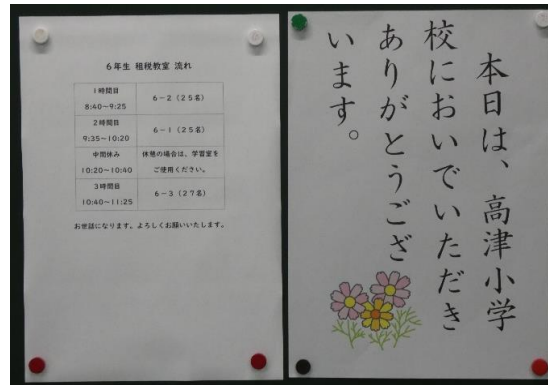 6年生 租税教室 流れ
1時間目
8:40~9:25
6-2(25名)
2時間目
9:35~10:20
6-1(25名)
中間休み
10:20~10:40
休憩の場合は、学習室を
ご使用ください。
3時間目
10:40~11:25
6-3(27名)
お世話になります。よろしくお願いいたします。
本日は、高津小学
校においでいただき
ありがとうござ
います。